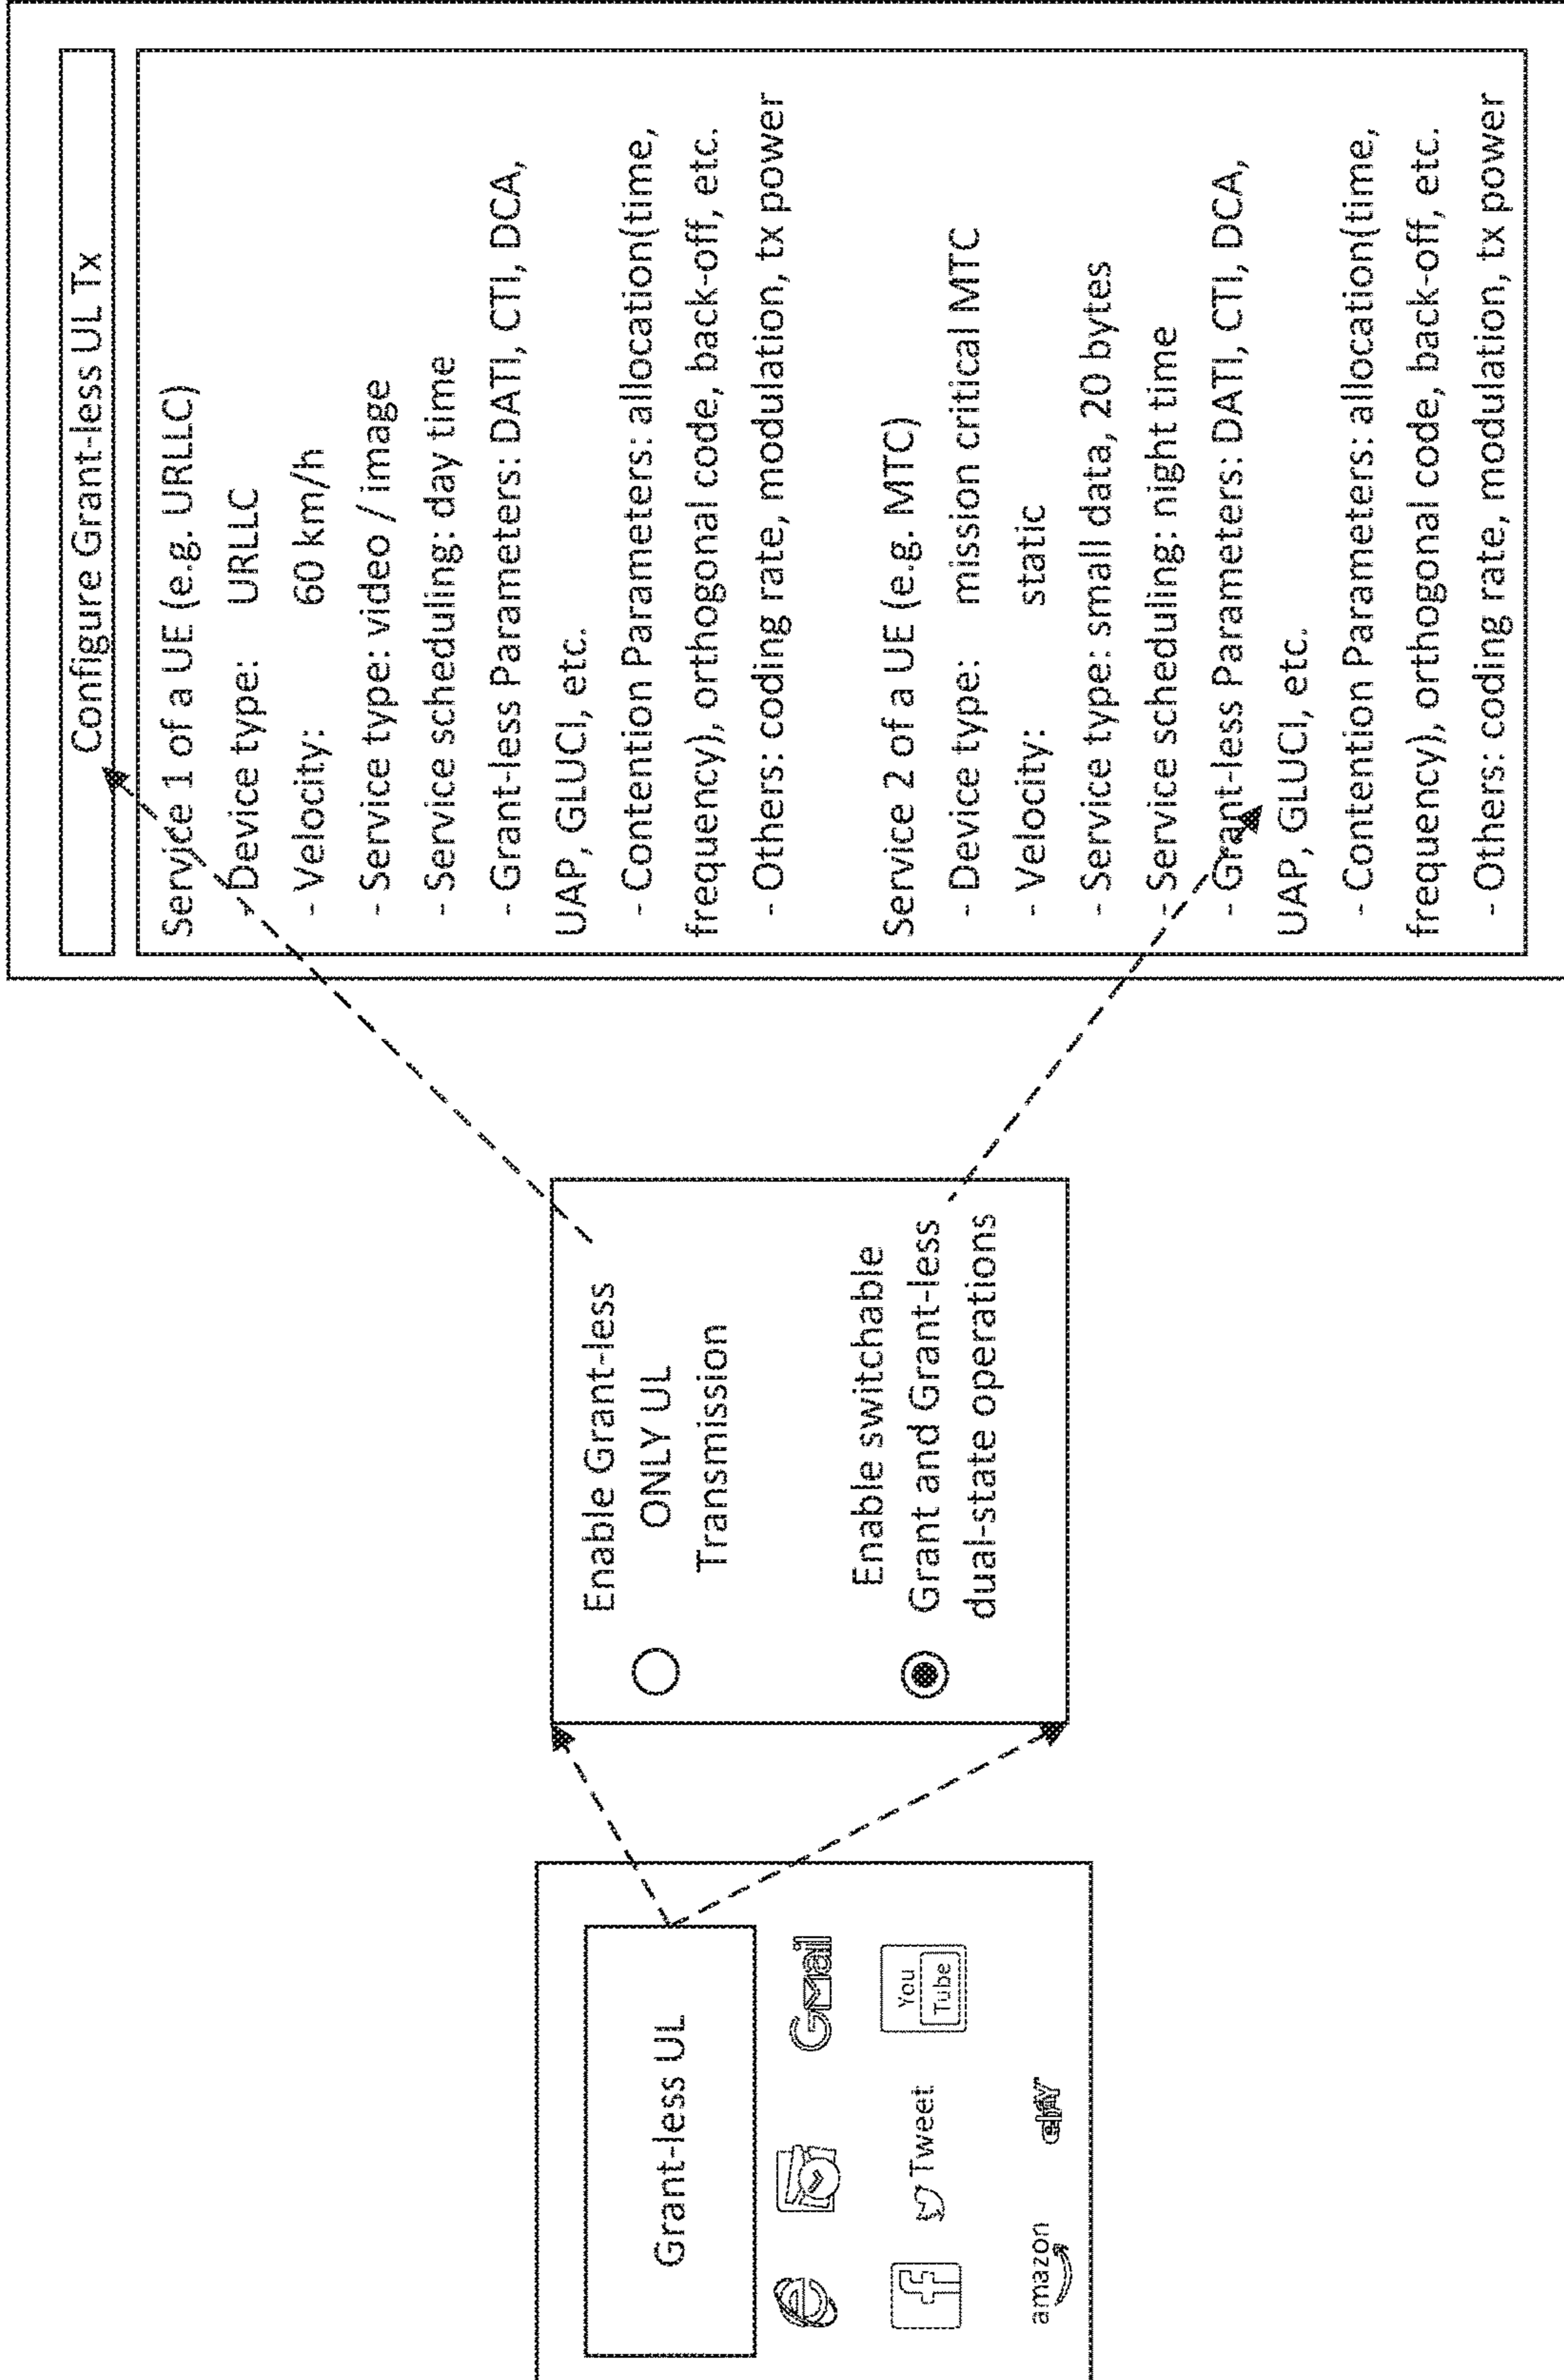 Grant-less UL
GMail
Tweet
You
Tube
amazon
ebay
Enable Grant-less
ONLY UL
Transmission
Enable switchable
Grant and Grant-less
dual-state operations
Configure Grant-less UL Tx
Service 1 of a UE (e.g. URLLC)
- Device type: URLLC
- Velocity: 60 km/h
- Service type: video / image
- Service scheduling: day time
- Grant-less Parameters: DATI, CTI, DCA,
UAP, GLUCI, etc.
- Contention Parameters: allocation(time,
frequency), orthogonal code, back-off, etc.
- Others: coding rate, modulation, tx power
Service 2 of a UE (e.g. MTC)
- Device type: mission critical MTC
- Velocity: static
- Service type: small data, 20 bytes
- Service scheduling: night time
- Grant-less Parameters: DATI, CTI, DCA,
UAP, GLUCI, etc.
- Contention Parameters: allocation(time,
frequency), orthogonal code, back-off, etc.
- Others: coding rate, modulation, tx power